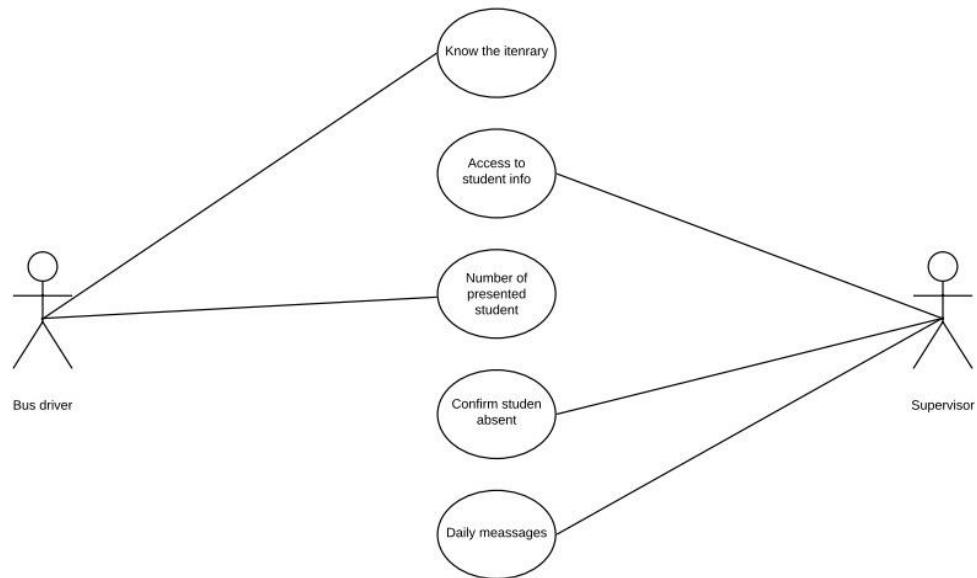 Know the itenrary
Access to
student info
Number of
presented
student
Bus driver
Supervisor
Confirm studen
absent
Daily meassages